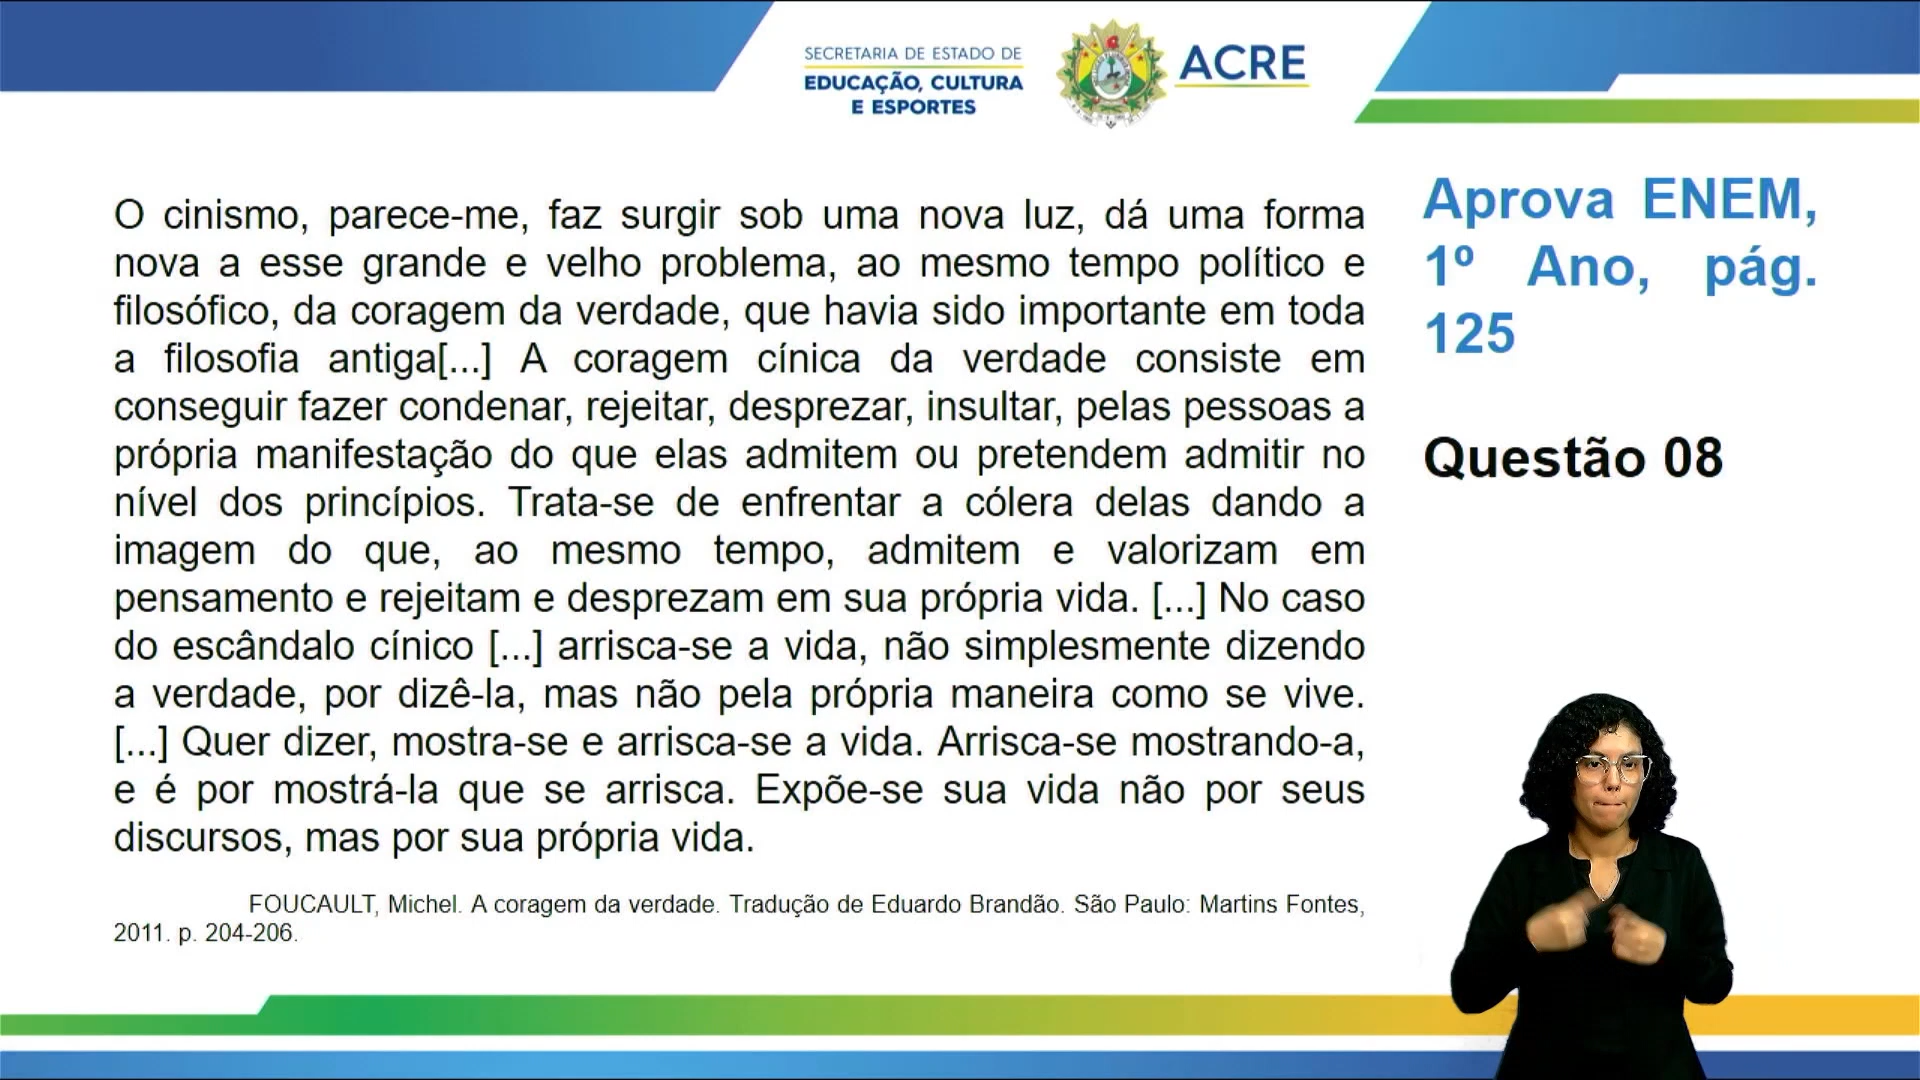 SECRETARIA DE ESTADO DE
EDUCAÇÃO, CULTURA
E ESPORTES
ACRE
O cinismo, parece-me, faz surgir sob uma nova luz, dá uma forma
nova a esse grande e velho problema, ao mesmo tempo político e
filosófico, da coragem da verdade, que havia sido importante em toda
a filosofia antiga[...] A coragem cínica da verdade consiste em
conseguir fazer condenar, rejeitar, desprezar, insultar, pelas pessoas a
própria manifestação do que elas admitem ou pretendem admitir no
nível dos princípios. Trata-se de enfrentar a cólera delas dando a
imagem do que, ao mesmo tempo, admitem e valorizam em
pensamento e rejeitam e desprezam em sua própria vida. [...] No caso
do escândalo cínico [...] arrisca-se a vida, não simplesmente dizendo
a verdade, por dizê-la, mas não pela própria maneira como se vive.
[...] Quer dizer, mostra-se e arrisca-se a vida. Arrisca-se mostrando-a,
e é por mostrá-la que se arrisca. Expõe-se sua vida não por seus
discursos, mas por sua própria vida.
FOUCAULT, Michel. A coragem da verdade. Tradução de Eduardo Brandão. São Paulo: Martins Fontes,
2011. p. 204-206.
Aprova ENEM,
1º Ano, pág.
125
Questão 08